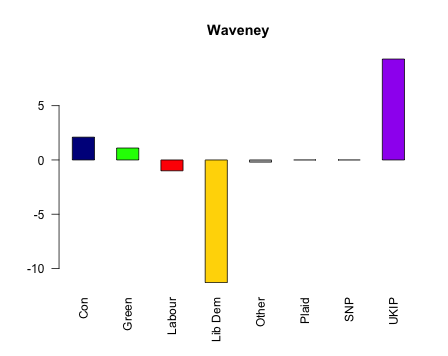 Waveney
5
0
-5
-10
Con
Green
Labour
Lib Dem
Other
Plaid
SNP
UKIP